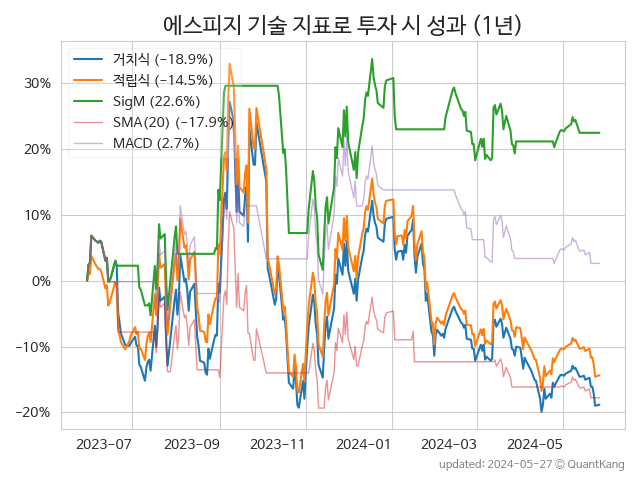 에스피지 기술 지표로 투자 시 성과 (1년)
거치식 (−18.9%)
적립식 (−14.5%)
SigM (22.6%)
SMA(20) (−17.9%)
MACD (2.7%)
30%
20%
10%
0%
−10%
−20%
2023−07 2023−09 2023−11 2024−01 2024−03 2024−05
updated: 2024−05−27 © QuantKang